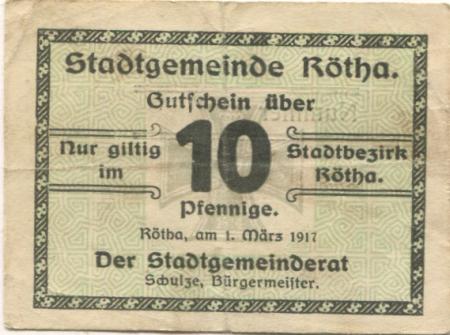 Stadtgemeinde Rötha.
Gutschein über
Nur giltig
im
10
Stadtbezirk
Rötha.
Pfennige.
Rötha, am 1. März 1917
Der Stadtgemeinderat
Schulze, Bürgermeister.